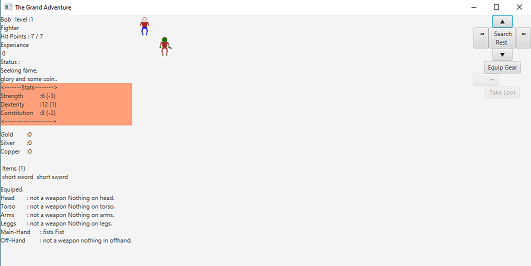 The Grand Adventure
Bob level :1
Fighter
Hit Points : 7 / 7
Experiance
0
Status :
Seeking fame,
glory and some coin..
<-------Stats-------->
Strength :6 (-3)
Dexterity :12 (1)
Constitution :8 (-2)
<--------------------->
Gold :0
Silver :0
Copper :0
Items (1)
short sword short sword
Equiped.
Head : not a weapon Nothing on head.
Torso : not a weapon Nothing on torso.
Arms : not a weapon Nothing on arms.
Leggs : not a weapon Nothing on legs.
Main-Hand : fists Fist
Off-Hand : not a weapon nothing in offhand.
Search
Rest
Equip Gear
Take Loot